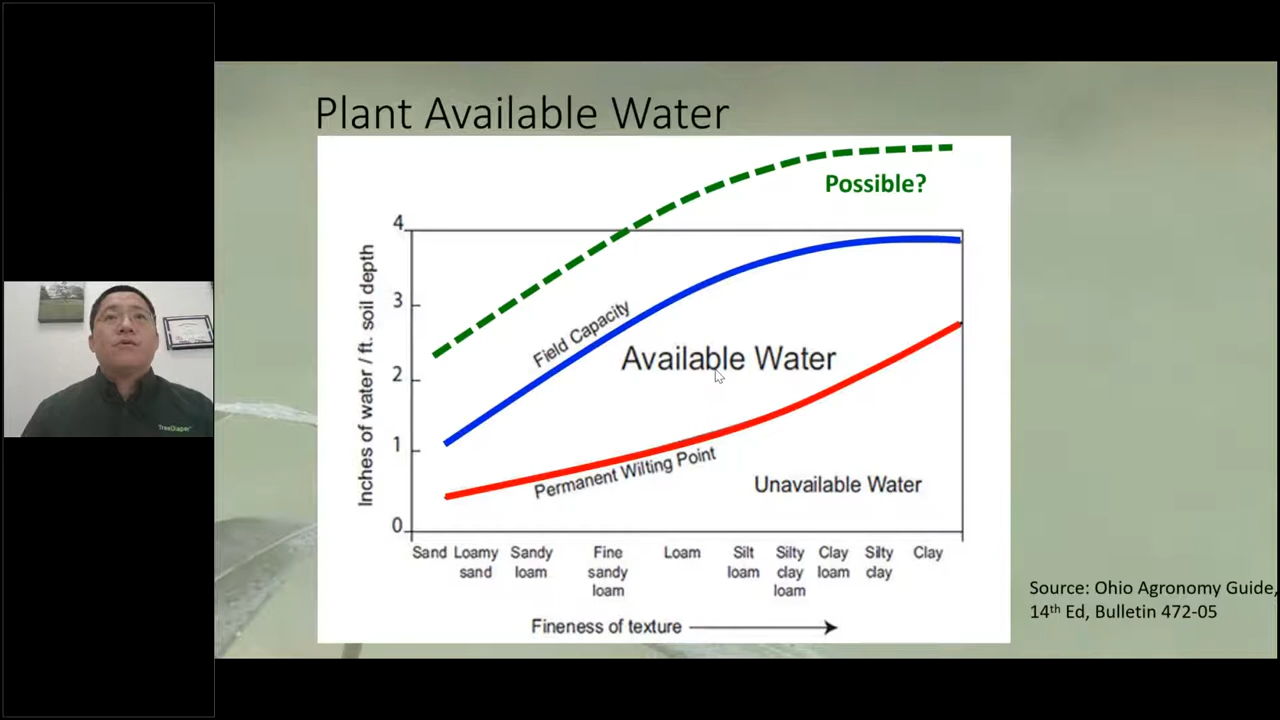 Plant Available Water
Possible?
4
3
2
1
0
Inches of water / ft. soil depth
Field Capacity
Available Water
Permanent Wilting Point
Unavailable Water
Sand
Loamy
sand
Sandy
loam
Fine
sandy
loam
Loam
Silt
loam
Silty
clay
loam
Clay
loam
Silty
clay
Clay
Fineness of texture
Source: Ohio Agronomy Guide,
14th Ed, Bulletin 472-05
TreeDiaper